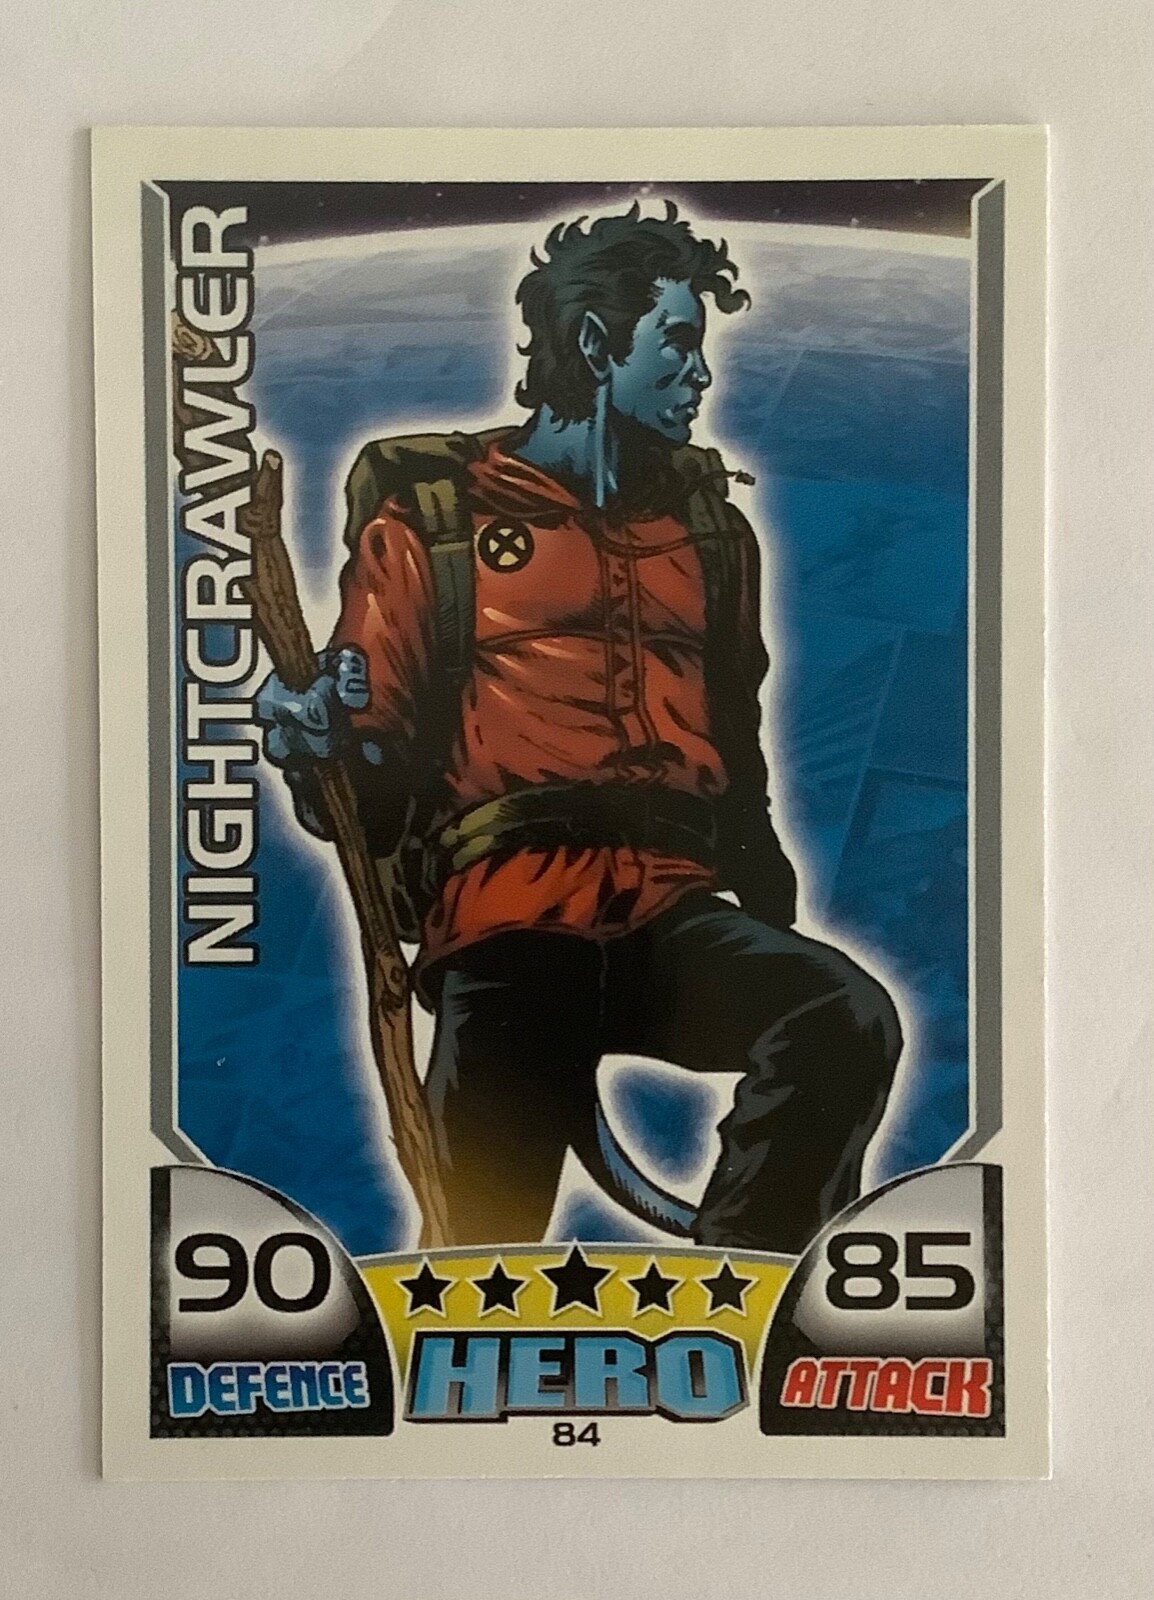 NIGHTCRAWLER
90
DEFENCE
HERO
84
85
ATTACK